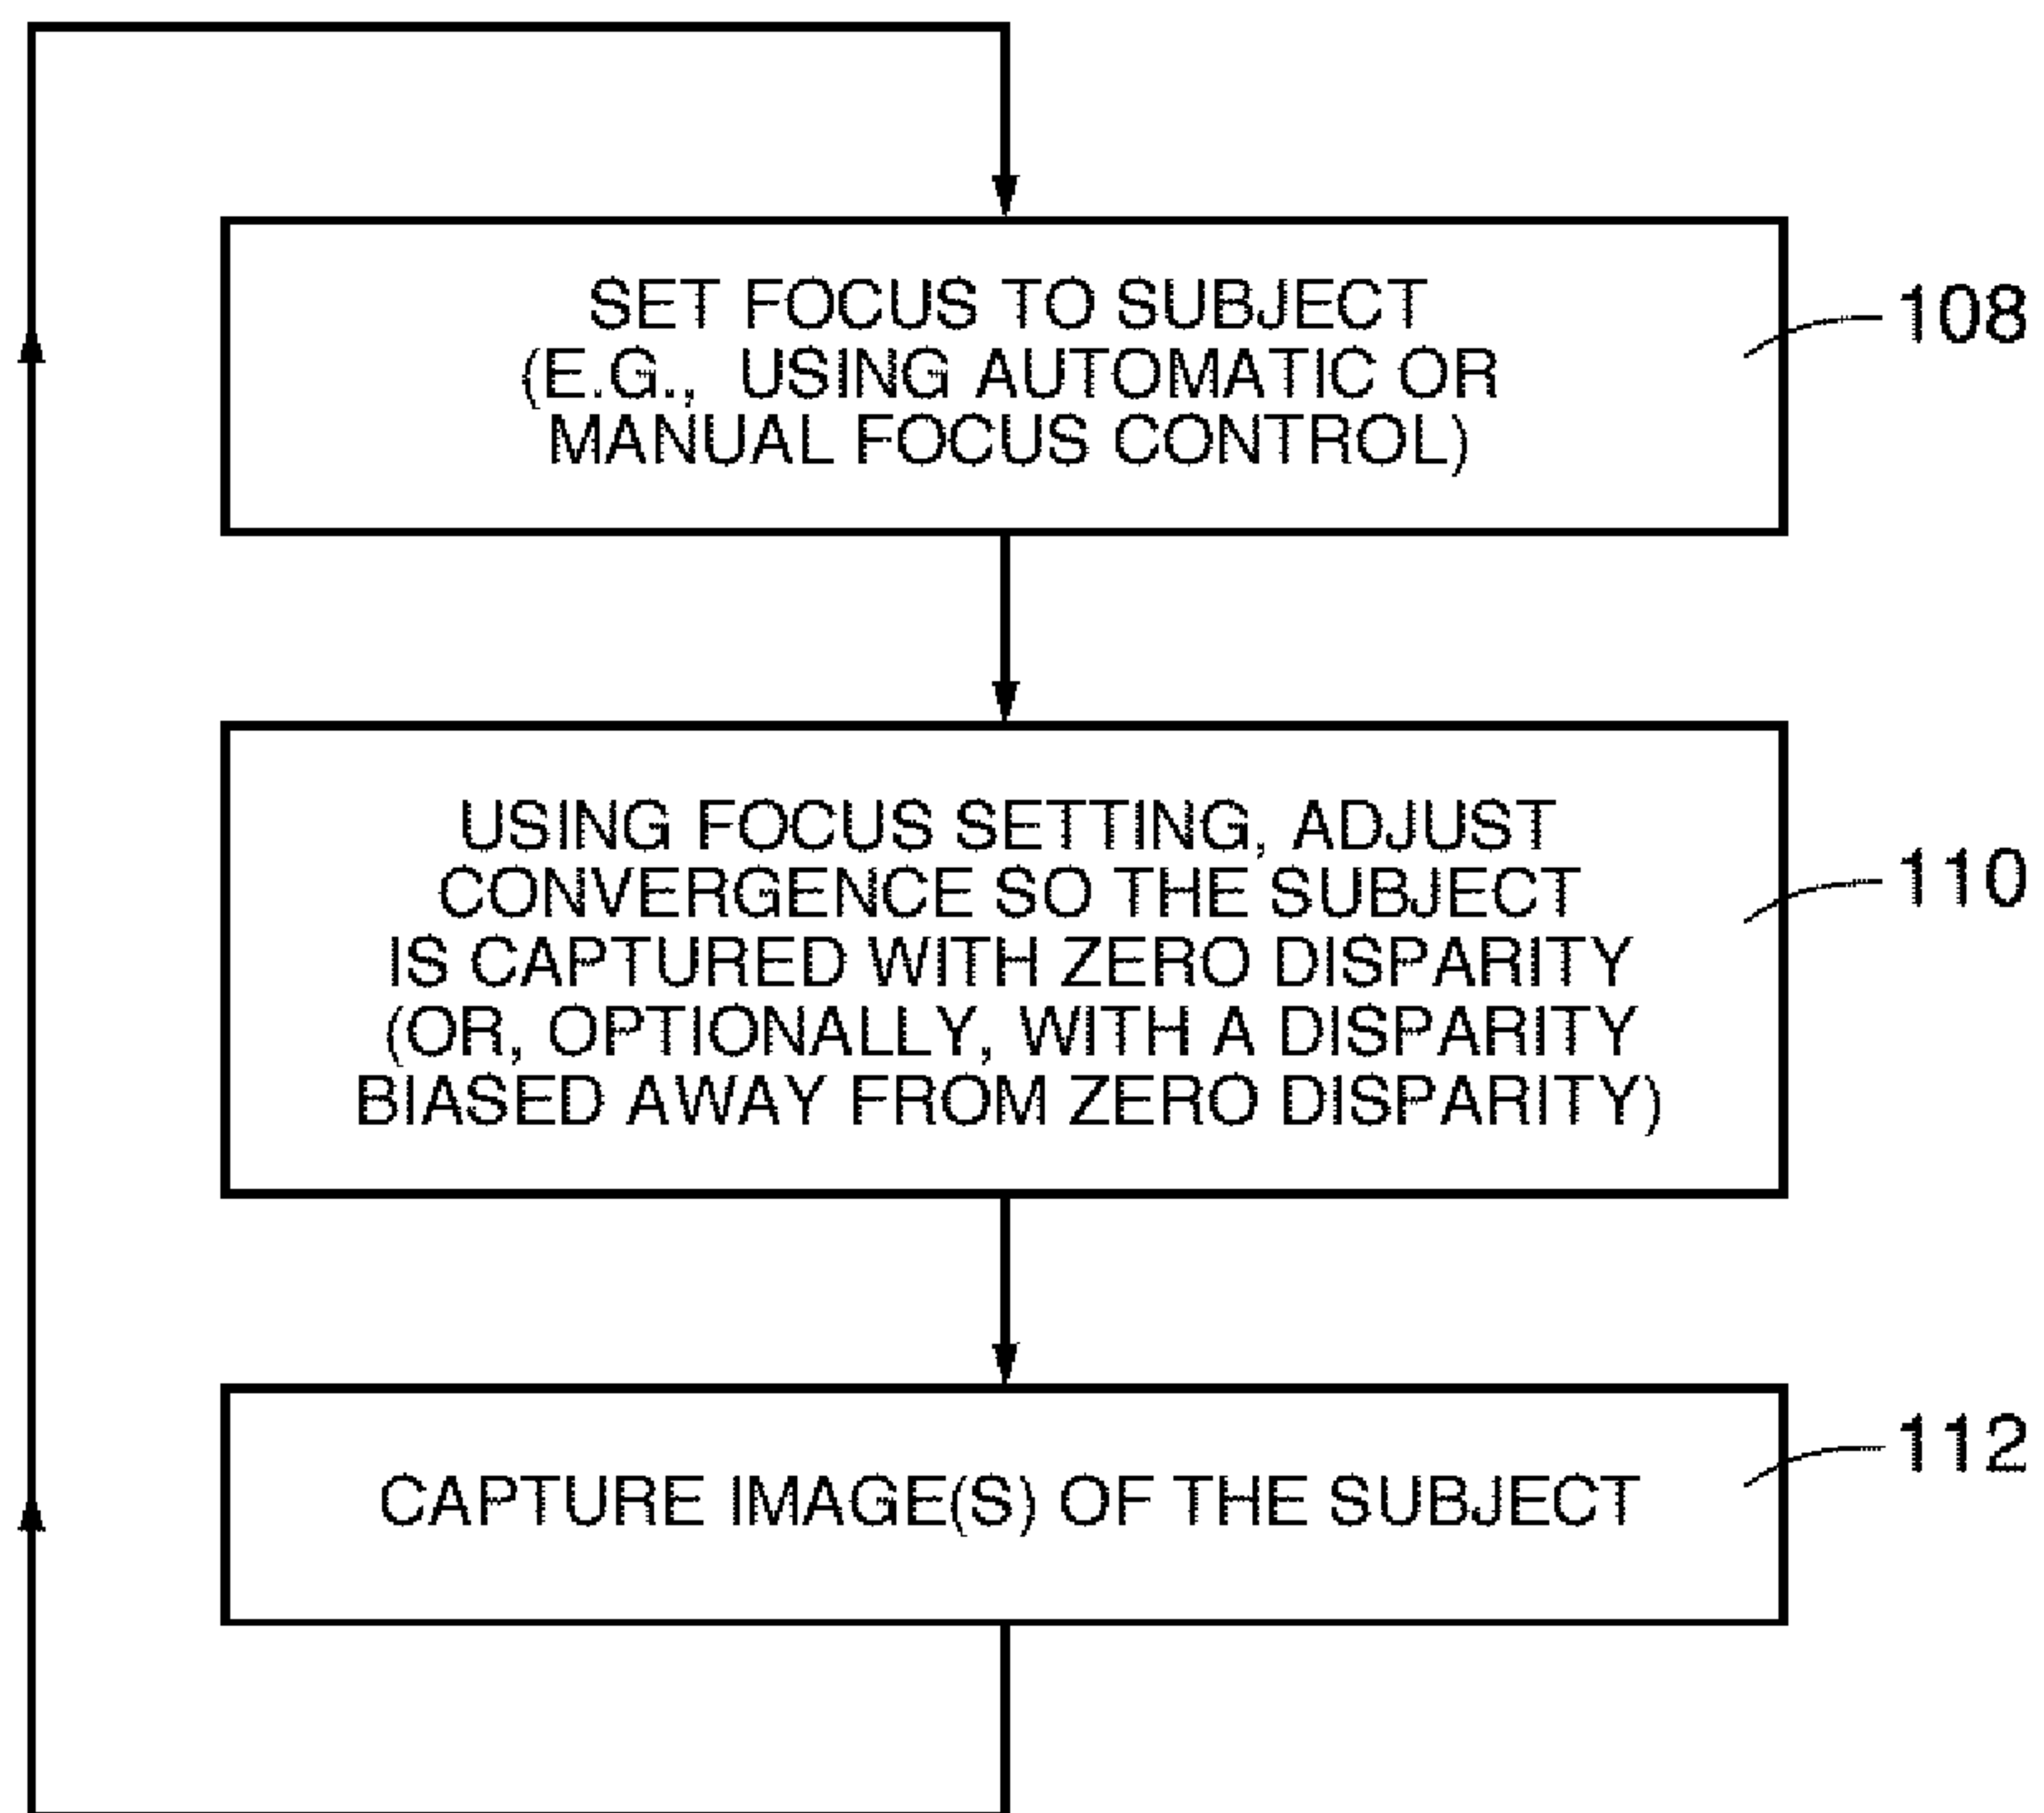 SET FOCUS TO SUBJECT
(E.G., USING AUTOMATIC OR
MANUAL FOCUS CONTROL)
108
USING FOCUS SETTING, ADJUST
CONVERGENCE SO THE SUBJECT
IS CAPTURED WITH ZERO DISPARITY
(OR, OPTIONALLY, WITH A DISPARITY
BIASED AWAY FROM ZERO DISPARITY)
110
CAPTURE IMAGE(S) OF THE SUBJECT
112